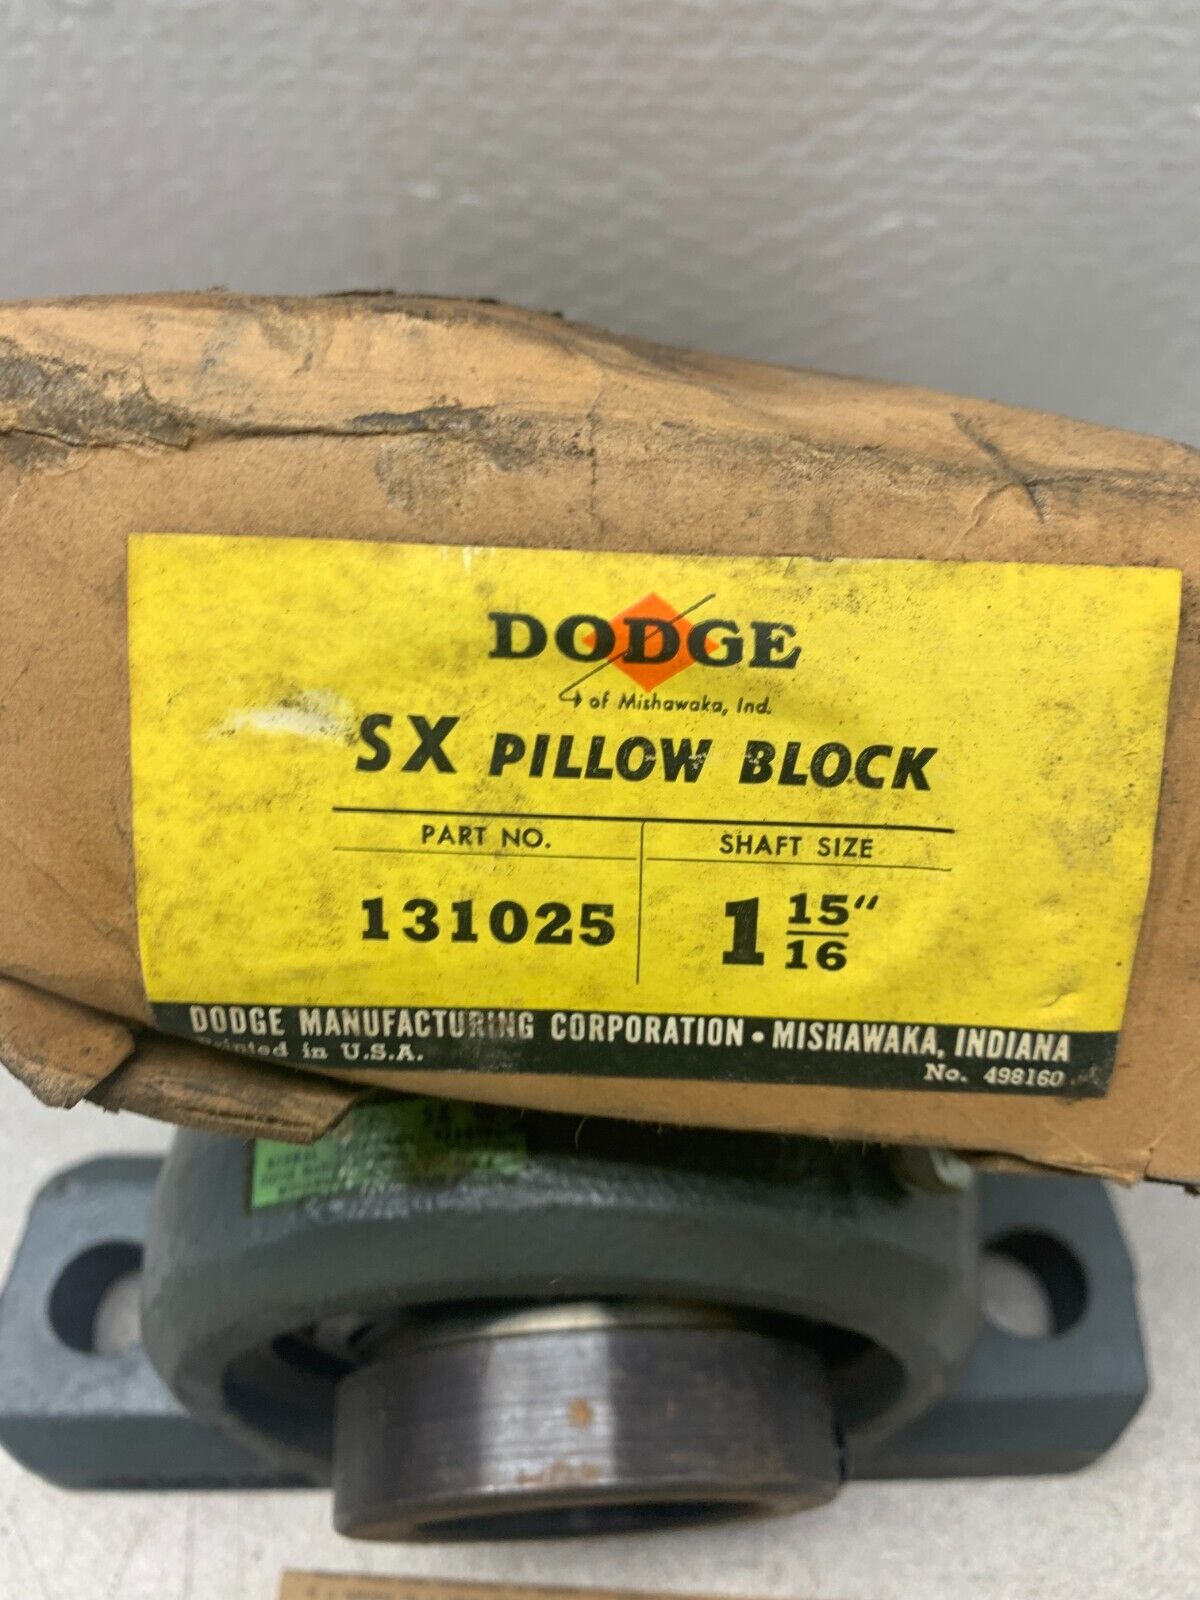 DODGE
of Mishawaka, Ind.
SX PILLOW BLOCK
PART NO. SHAFT SIZE
131025 1 15/16"
DODGE MANUFACTURING CORPORATION • MISHAWAKA, INDIANA
Printed in U.S.A.
No. 498160